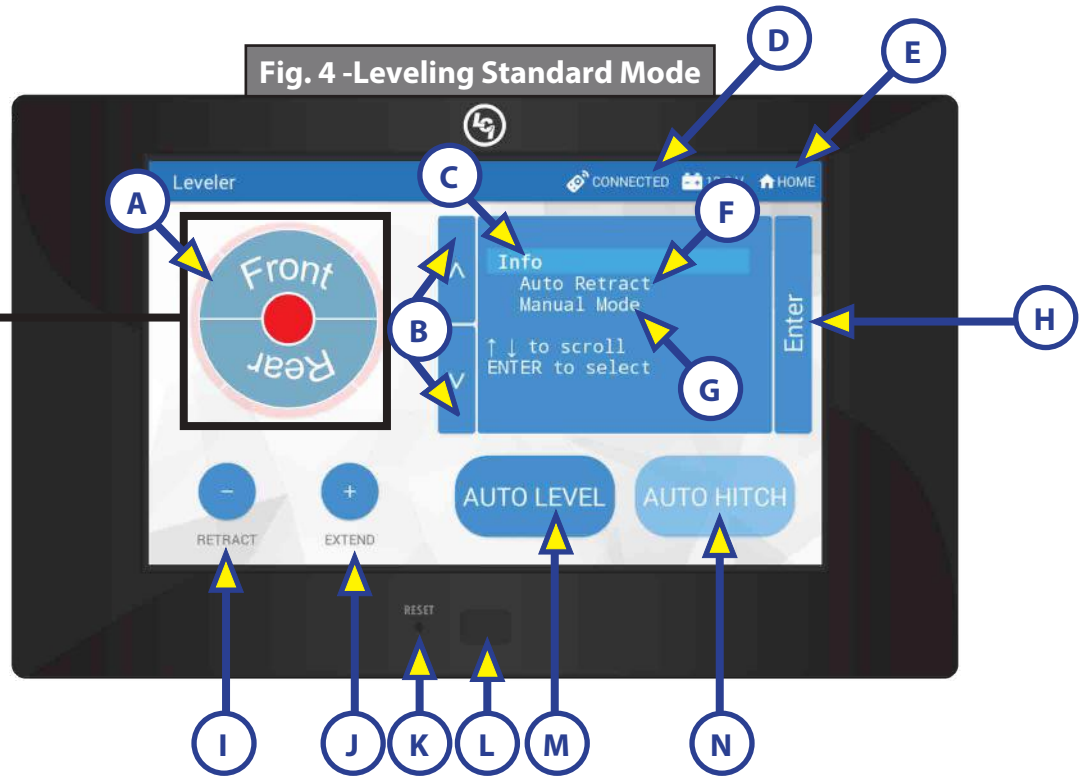 Fig. 4 -Leveling Standard Mode
D
E
LCI
Leveler
CONNECTED
HOME
C
A
F
Front
Rear
B
Info
Auto Retract
Manual Mode
↑ ↓ to scroll
ENTER to select
Enter
H
G
−
+
RETRACT
EXTEND
AUTO LEVEL
AUTO HITCH
RESET
I
J
K
L
M
N